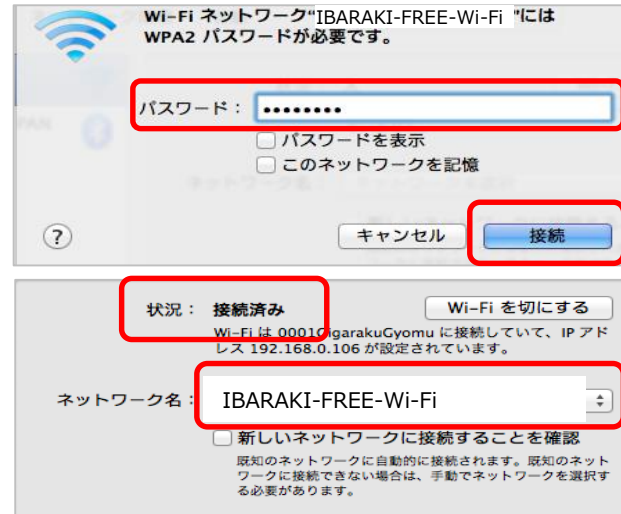 Wi-Fi ネットワーク“IBARAKI-FREE-Wi-Fi ”には
WPA2 パスワードが必要です。
パスワード： ••••••••
パスワードを表示
このネットワークを記憶
? キャンセル 接続
状況： 接続済み Wi-Fi を切にする
Wi-Fi は 0001GigarakuGyomu に接続していて、IP アド
レス 192.168.0.106 が設定されています。
ネットワーク名： IBARAKI-FREE-Wi-Fi
新しいネットワークに接続することを確認
既知のネットワークに自動的に接続されます。既知のネット
ワークに接続できない場合は、手動でネットワークを選択す
る必要があります。